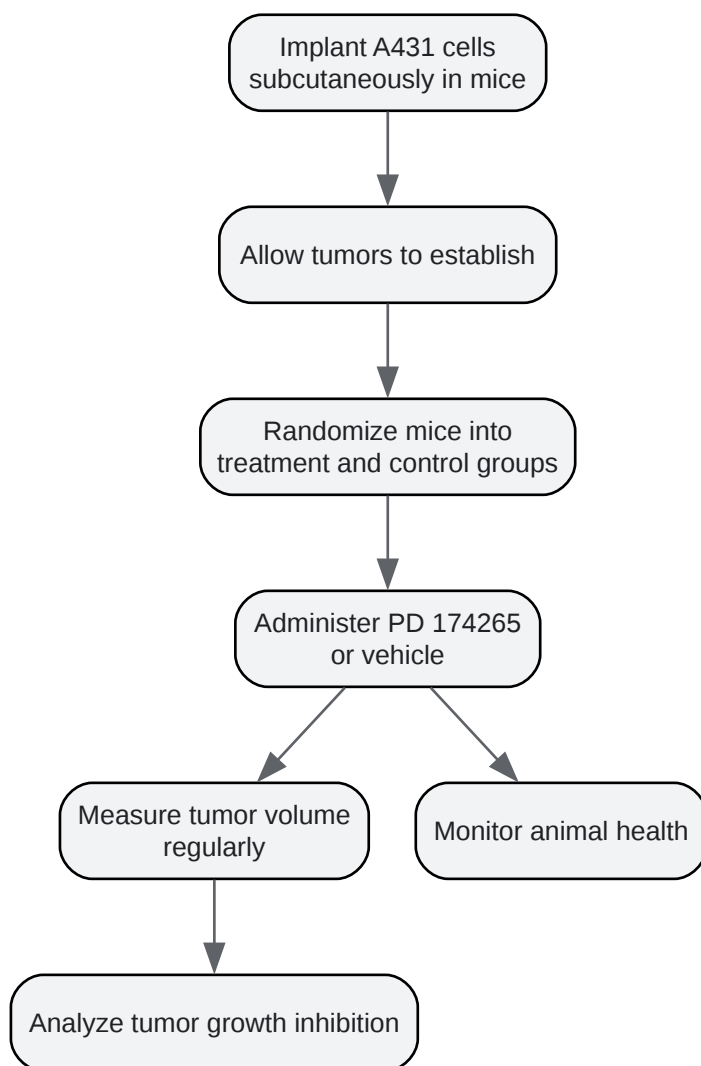 Implant A431 cells
subcutaneously in mice
Allow tumors to establish
Randomize mice into
treatment and control groups
Administer PD 174265
or vehicle
Measure tumor volume
regularly
Monitor animal health
Analyze tumor growth inhibition